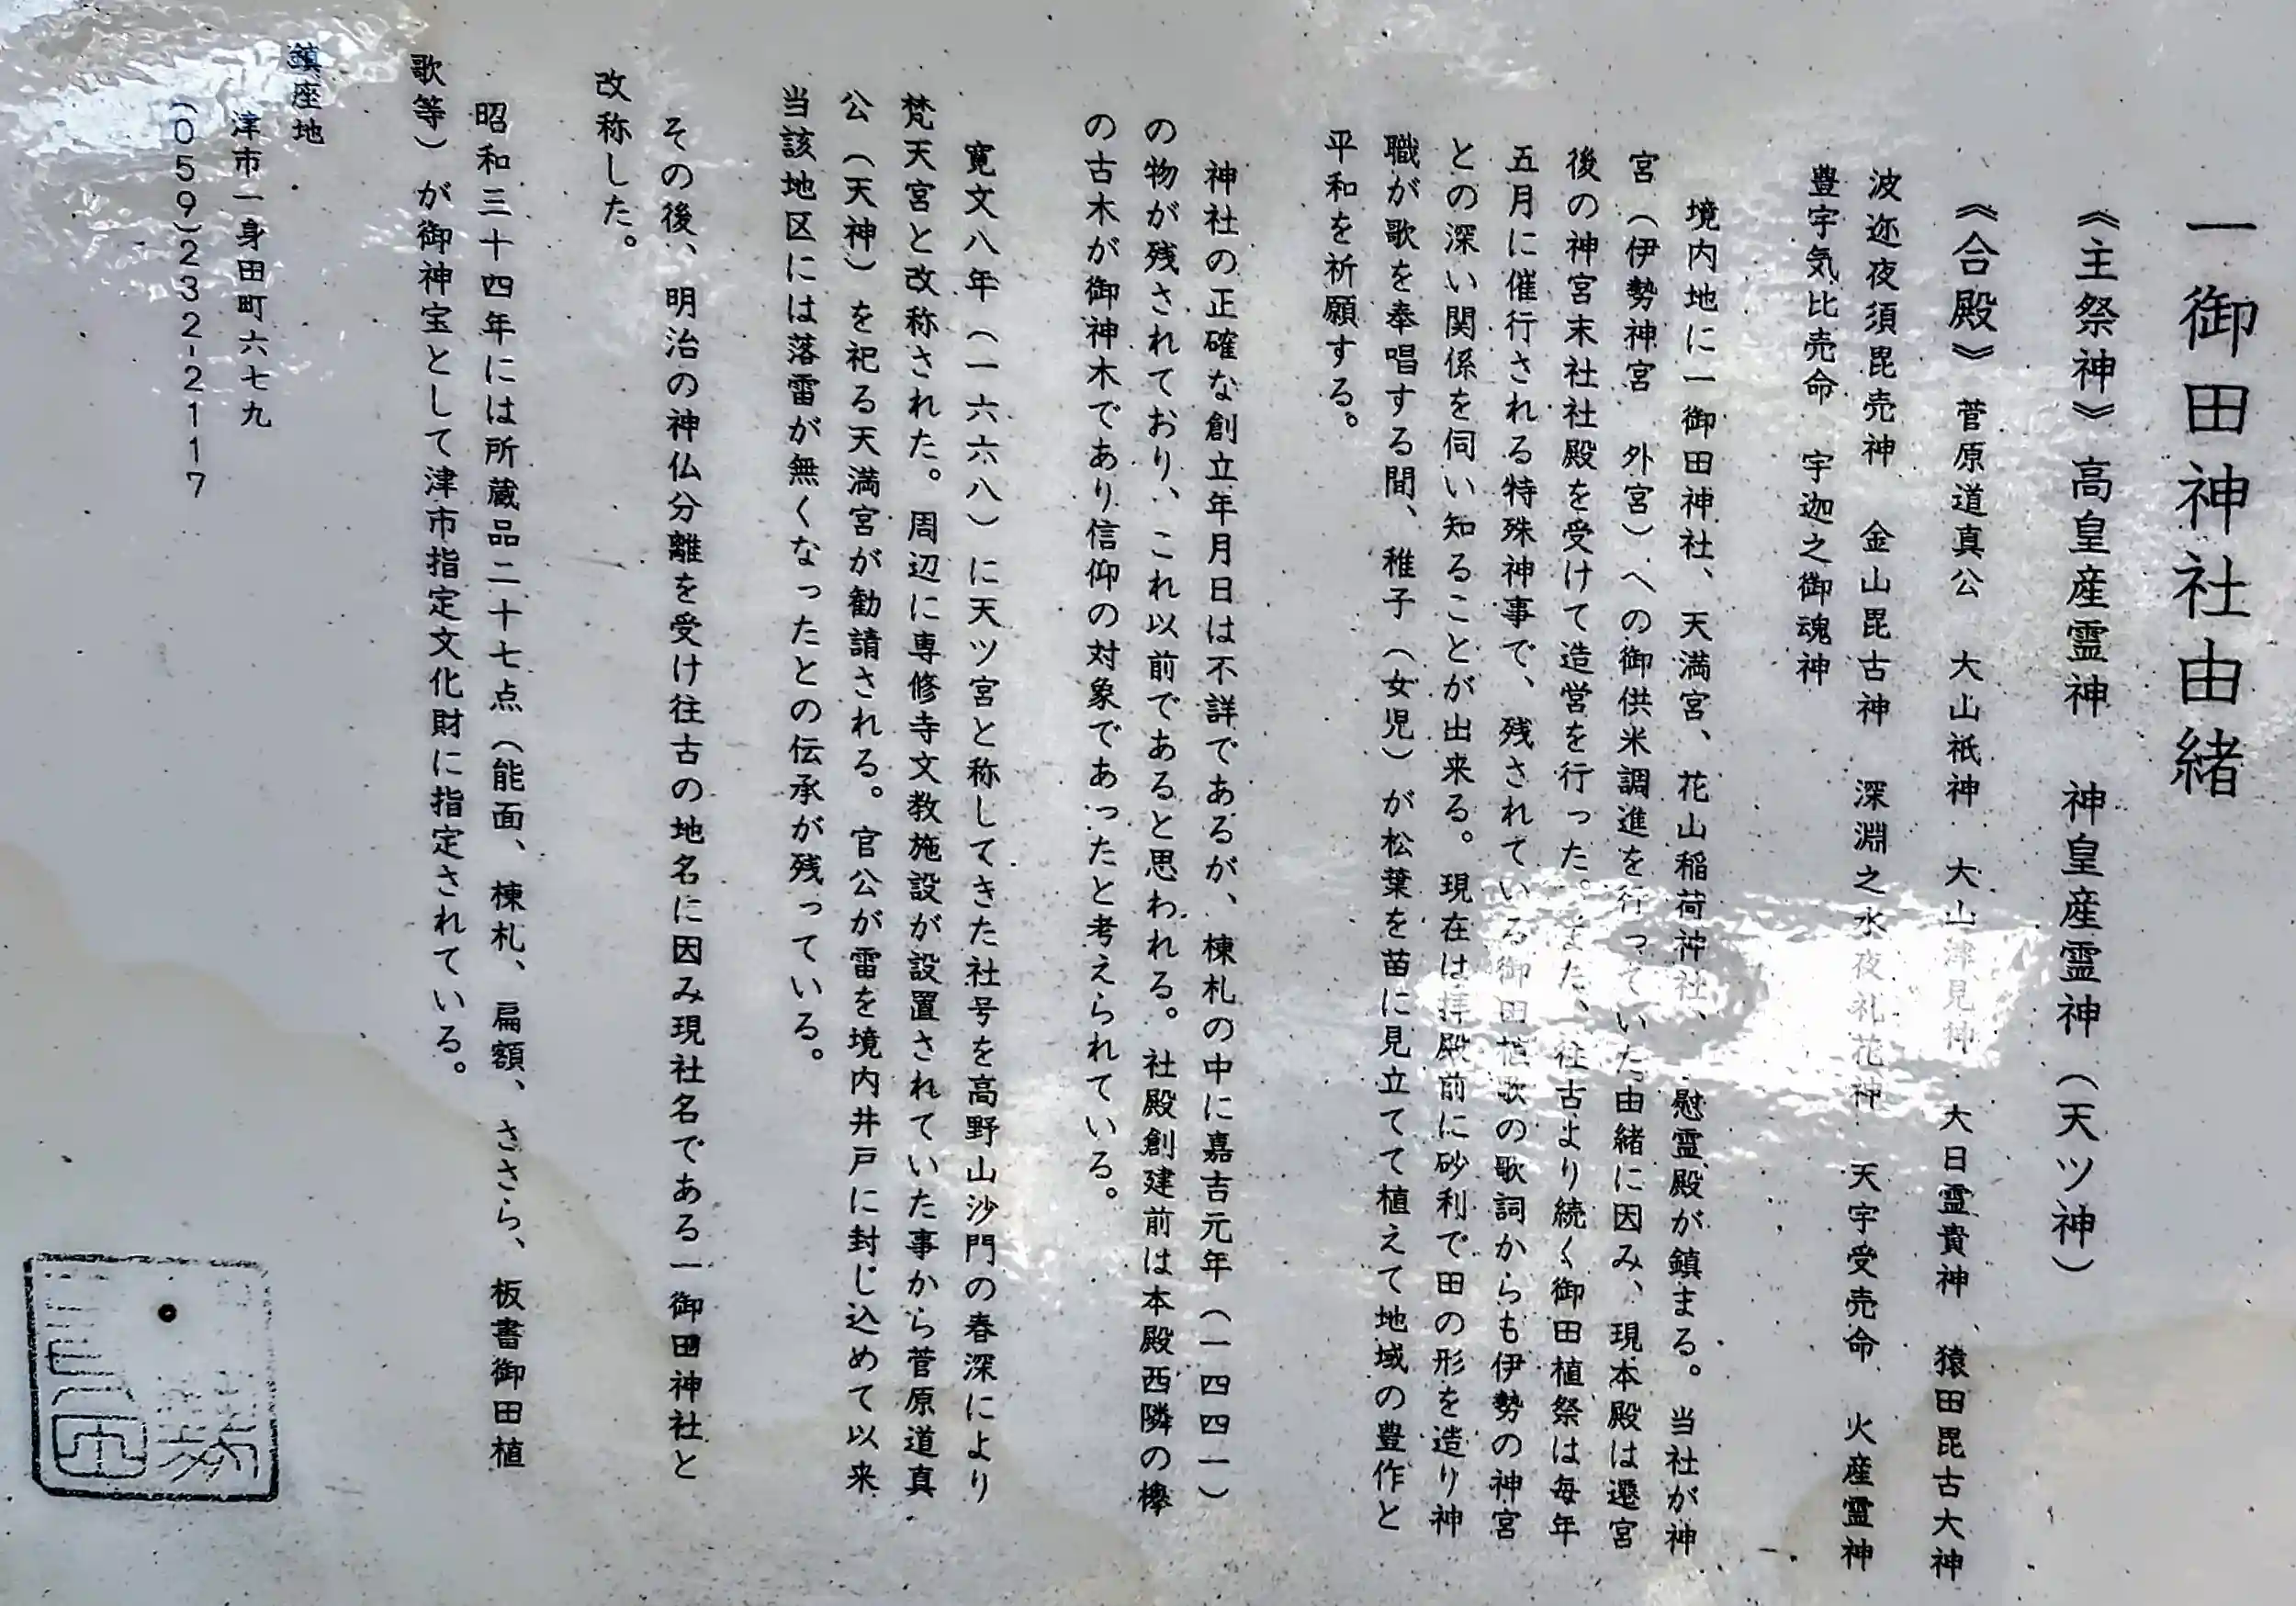 一御田神社由緒
《主祭神》高皇産霊神　神皇産霊神（天ツ神）
《合殿》菅原道真公　大山祇神　大山津見神　大日霊貴神　猿田毘古大神
波迩夜須毘売神　金山毘古神　深淵之水夜礼花神　天宇受売命　火産霊神
豊宇気比売命　宇迦之御魂神
境内地に一御田神社、天満宮、花山稲荷神社、慰霊殿が鎮まる。当社が神
宮（伊勢神宮　外宮）への御供米調進を行っていた由緒に因み、現本殿は遷宮
後の神宮末社社殿を受けて造営を行った。また、往古より続く御田植祭は毎年
五月に催行される特殊神事で、残されている御田植歌の歌詞からも伊勢の神宮
との深い関係を伺い知ることが出来る。現在は拝殿前に砂利で田の形を造り神
職が歌を奉唱する間、稚子（女児）が松葉を苗に見立てて植えて地域の豊作と
平和を祈願する。
神社の正確な創立年月日は不詳であるが、棟札の中に嘉吉元年（一四四一）
の物が残されており、これ以前であると思われる。社殿創建前は本殿西隣の欅
の古木が御神木であり信仰の対象であったと考えられている。
寛文八年（一六六八）に天ツ宮と称してきた社号を高野山沙門の春深により
梵天宮と改称された。周辺に専修寺文教施設が設置されていた事から菅原道真
公（天神）を祀る天満宮が勧請される。官公が雷を境内井戸に封じ込めて以来
当該地区には落雷が無くなったとの伝承が残っている。
その後、明治の神仏分離を受け往古の地名に因み現社名である一御田神社と
改称した。
昭和三十四年には所蔵品二十七点（能面、棟札、扁額、ささら、板書御田植
歌等）が御神宝として津市指定文化財に指定されている。
鎮座地
津市一身田町六七九
（059）232-2117